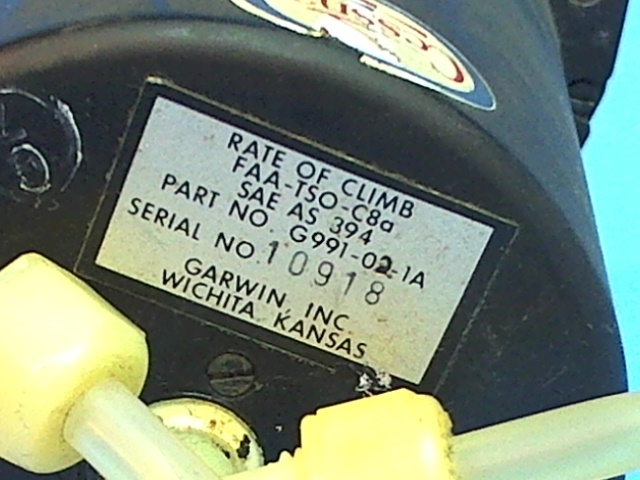 Cessna
RATE OF CLIMB
FAA-TSO-C8a
SAE AS 394
PART NO. G991-02-1A
SERIAL NO. 10918
GARWIN, INC.
WICHITA, KANSAS